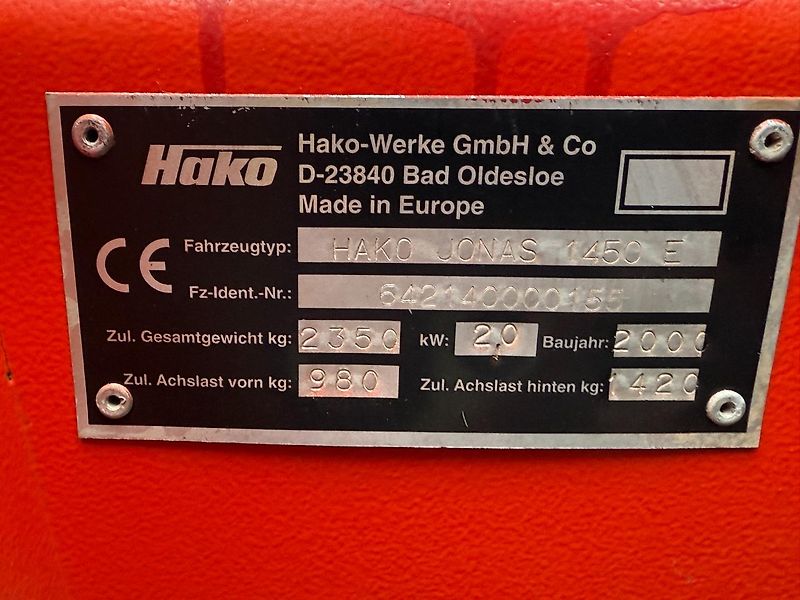 Hako
Hako-Werke GmbH & Co
D-23840 Bad Oldesloe
Made in Europe
CE
Fahrzeugtyp: HAKO JONAS 1450 E
Fz-Ident.-Nr.: 642140000155
Zul. Gesamtgewicht kg: 2350 kW: 20 Baujahr: 2000
Zul. Achslast vorn kg: 980 Zul. Achslast hinten kg: 1420